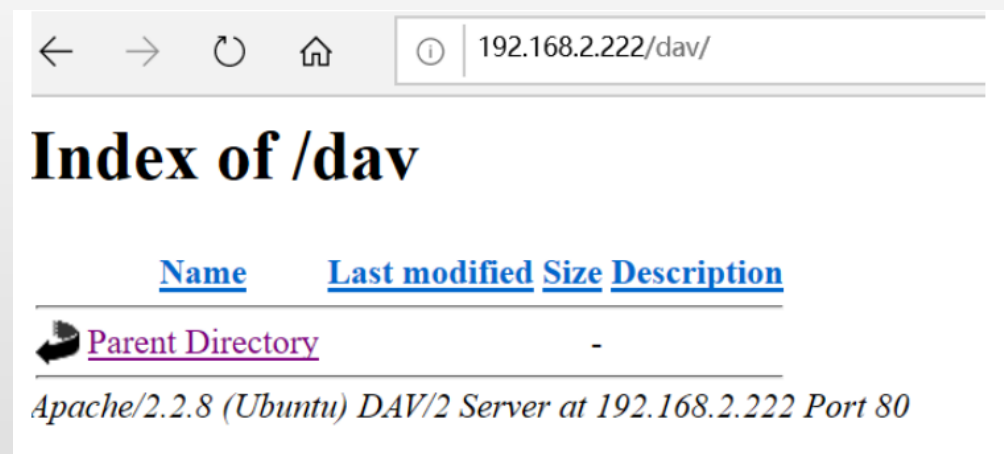 192.168.2.222/dav/
Index of /dav
Name Last modified Size Description
Parent Directory -
Apache/2.2.8 (Ubuntu) DAV/2 Server at 192.168.2.222 Port 80